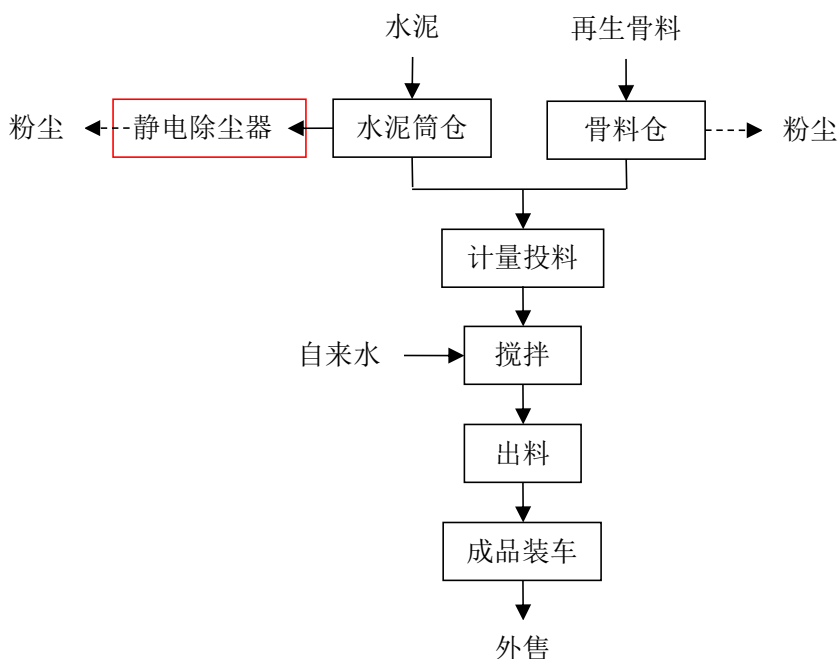 水泥
再生骨料
粉尘
静电除尘器
水泥筒仓
骨料仓
粉尘
计量投料
自来水
搅拌
出料
成品装车
外售